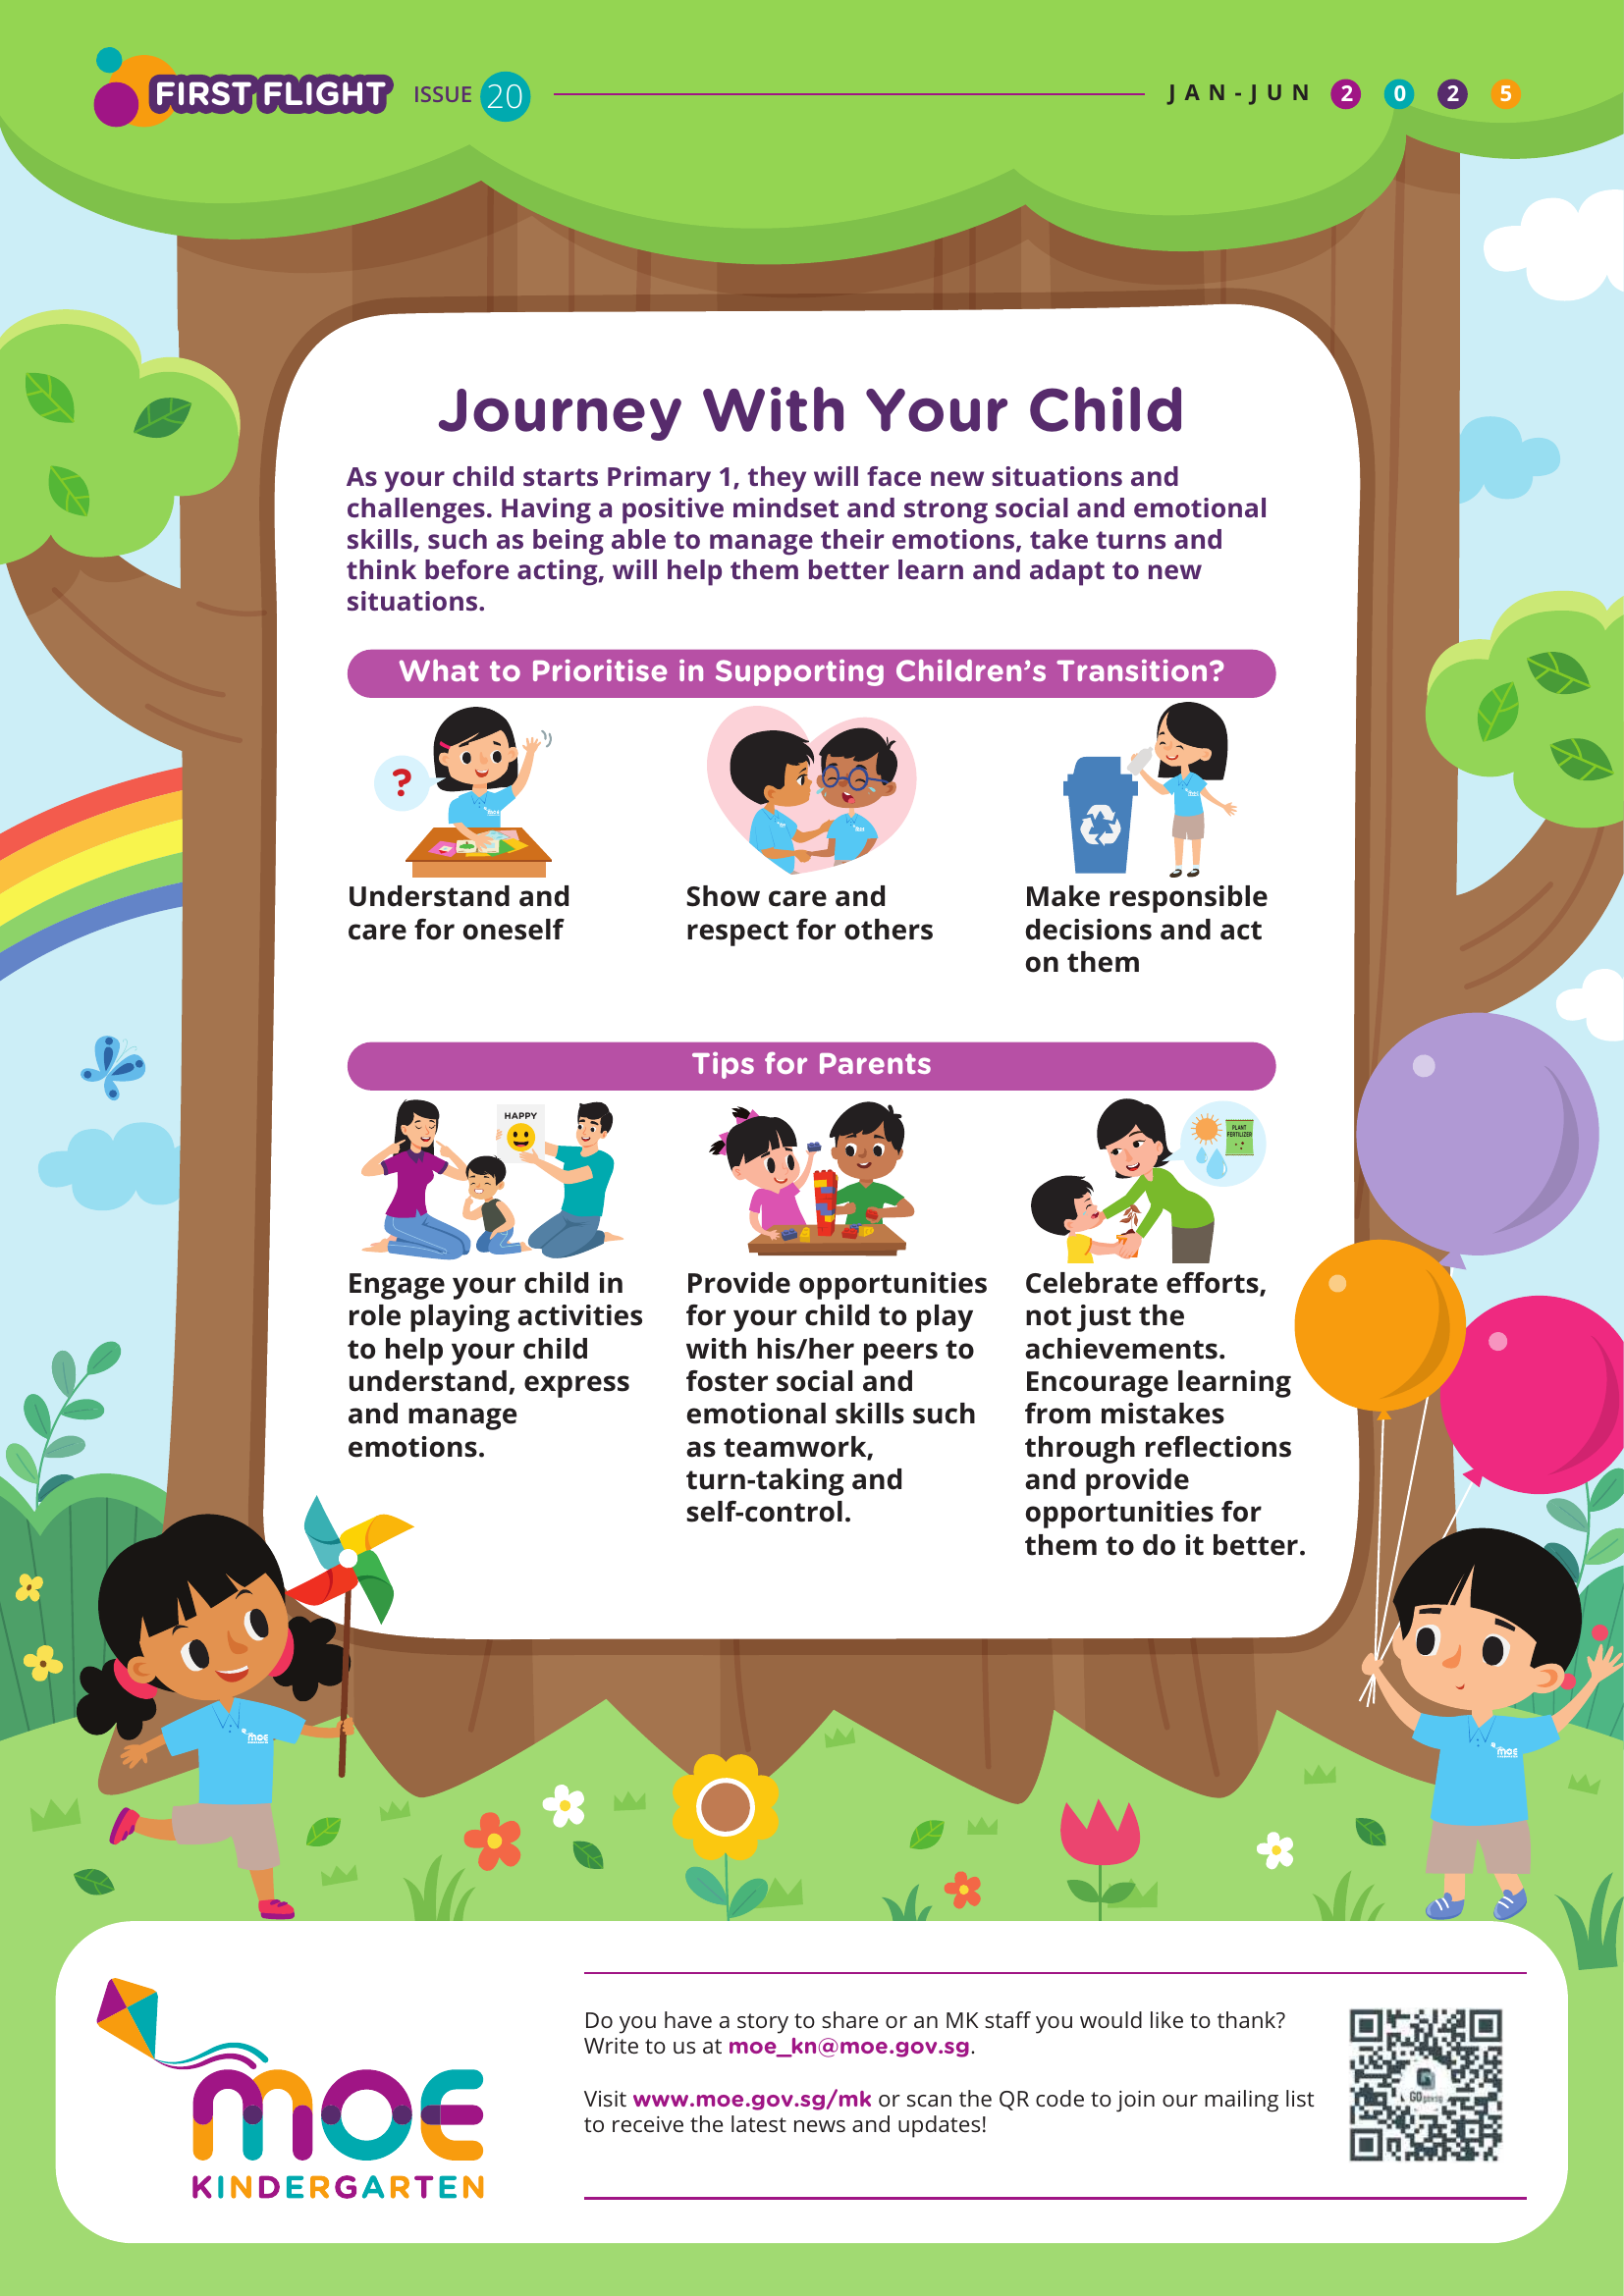 FIRST FLIGHT ISSUE 20 JAN-JUN 2025
Journey With Your Child
As your child starts Primary 1, they will face new situations and
challenges. Having a positive mindset and strong social and emotional
skills, such as being able to manage their emotions, take turns and
think before acting, will help them better learn and adapt to new
situations.
What to Prioritise in Supporting Children's Transition?
?
Understand and
care for oneself
Show care and
respect for others
Make responsible
decisions and act
on them
Tips for Parents
HAPPY
Engage your child in
role playing activities
to help your child
understand, express
and manage
emotions.
Provide opportunities
for your child to play
with his/her peers to
foster social and
emotional skills such
as teamwork,
turn-taking and
self-control.
PLANT
FERTILIZER
Celebrate efforts,
not just the
achievements.
Encourage learning
from mistakes
through reflections
and provide
opportunities for
them to do it better.
moe
moe
moe
KINDERGARTEN
Do you have a story to share or an MK staff you would like to thank?
Write to us at moe_kn@moe.gov.sg.
Visit www.moe.gov.sg/mk or scan the QR code to join our mailing list
to receive the latest news and updates!